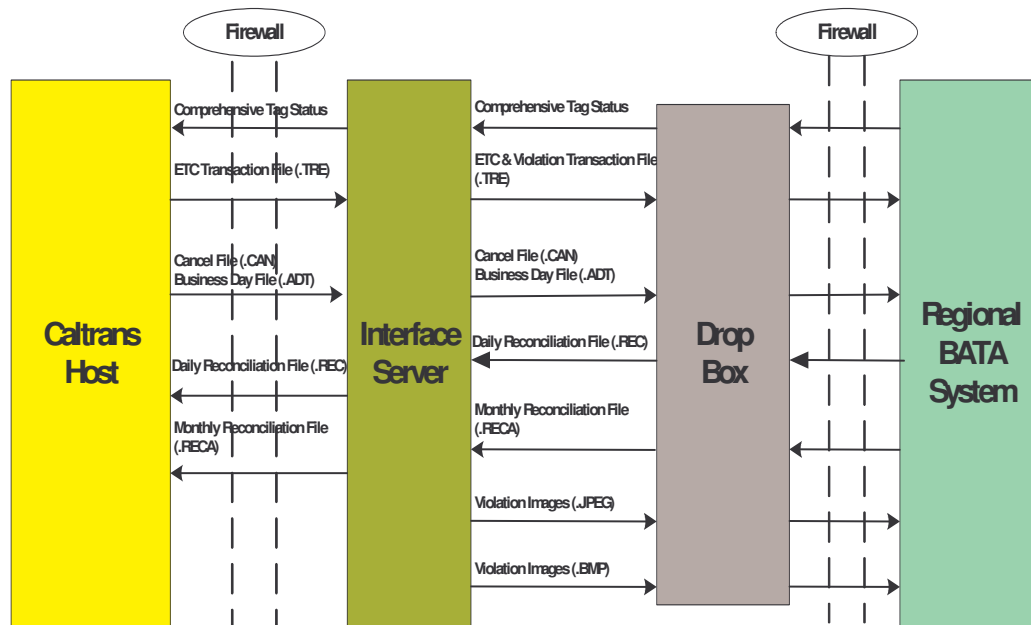 Firewall
Firewall
Comprehensive Tag Status
Comprehensive Tag Status
ETC Transaction File (.TRE)
ETC & Violation Transaction File
(.TRE)
Cancel File (.CAN)
Business Day File (.ADT)
Cancel File (.CAN)
Business Day File (.ADT)
Caltrans
Host
Interface
Server
Drop
Box
Regional
BATA
System
Daily Reconciliation File (.REC)
Daily Reconciliation File (.REC)
Monthly Reconciliation File
(.RECA)
Monthly Reconciliation File
(.RECA)
Violation Images (.JPEG)
Violation Images (.BMP)